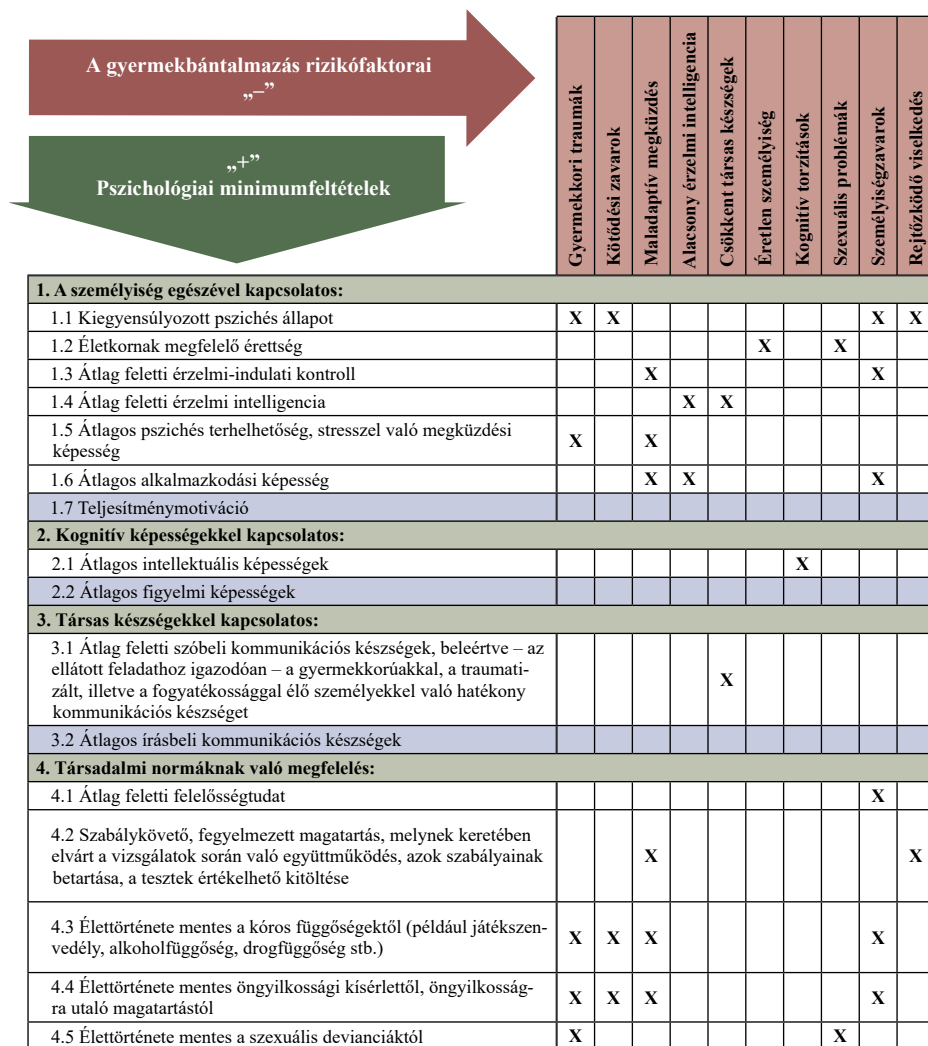 A gyermekbántalmazás rizikófaktorai
„–”
„+”
Pszichológiai minimumfeltételek
Gyermekkori traumák
Kötődési zavarok
Maladaptív megküzdés
Alacsony érzelmi intelligencia
Csökkent társas készségek
Éretlen személyiség
Kognitív torzítások
Szexuális problémák
Személyiségzavarok
Rejtőzködő viselkedés
1. A személyiség egészével kapcsolatos:
1.1 Kiegyensúlyozott pszichés állapot X X X X
1.2 Életkornak megfelelő érettség X X
1.3 Átlag feletti érzelmi-indulati kontroll X X
1.4 Átlag feletti érzelmi intelligencia X X
1.5 Átlagos pszichés terhelhetőség, stresszel való megküzdési
képesség X X
1.6 Átlagos alkalmazkodási képesség X X X
1.7 Teljesítménymotiváció
2. Kognitív képességekkel kapcsolatos:
2.1 Átlagos intellektuális képességek X
2.2 Átlagos figyelmi képességek
3. Társas készségekkel kapcsolatos:
3.1 Átlag feletti szóbeli kommunikációs készségek, beleértve – az
ellátott feladathoz igazodóan – a gyermekkorúakkal, a traumati-
zált, illetve a fogyatékossággal élő személyekkel való hatékony
kommunikációs készséget X
3.2 Átlagos írásbeli kommunikációs készségek
4. Társadalmi normáknak való megfelelés:
4.1 Átlag feletti felelősségtudat X
4.2 Szabálykövető, fegyelmezett magatartás, melynek keretében
elvárt a vizsgálatok során való együttműködés, azok szabályainak
betartása, a tesztek értékelhető kitöltése X X
4.3 Élettörténete mentes a kóros függőségektől (például játékszen-
vedély, alkoholfüggőség, drogfüggőség stb.) X X X X
4.4 Élettörténete mentes öngyilkossági kísérlettől, öngyilkosság-
ra utaló magatartástól X X X X
4.5 Élettörténete mentes a szexuális devianciáktól X X